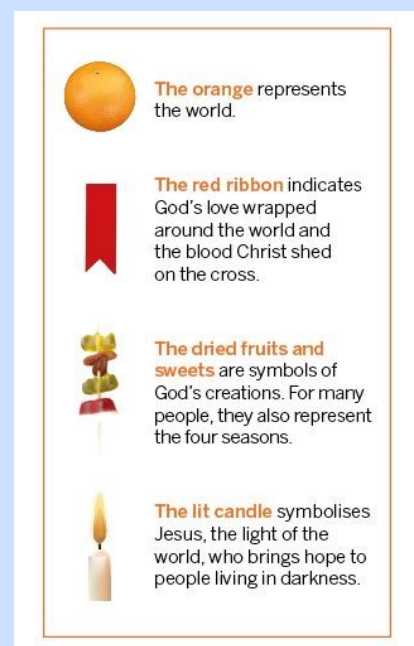 The orange represents
the world.
The red ribbon indicates
God's love wrapped
around the world and
the blood Christ shed
on the cross.
The dried fruits and
sweets are symbols of
God's creations. For many
people, they also represent
the four seasons.
The lit candle symbolises
Jesus, the light of the
world, who brings hope to
people living in darkness.